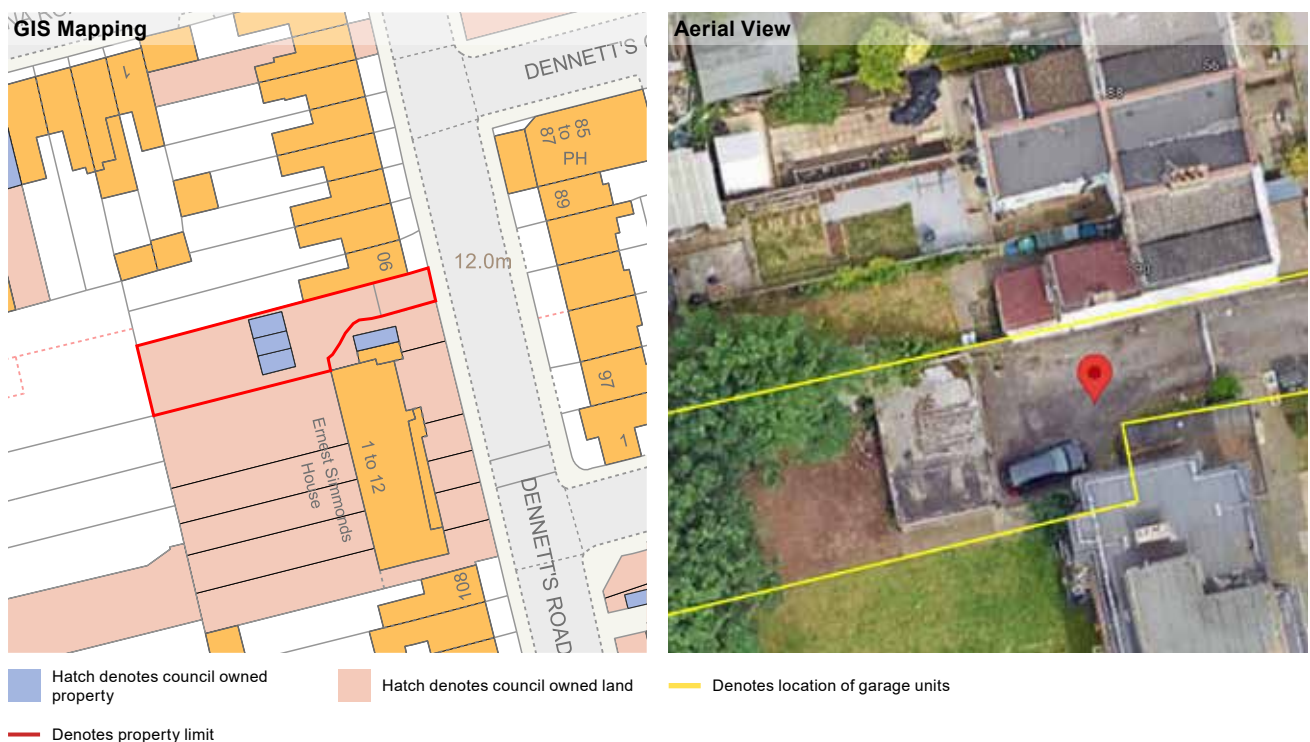 GIS Mapping
Aerial View
DENNETT'S
1
85
to
87
PH
89
90
12.0m
97
1
1 to 12
Ernest Simmonds
House
DENNETT'S ROAD
108
56
88
Hatch denotes council owned
property
Hatch denotes council owned land
Denotes location of garage units
Denotes property limit